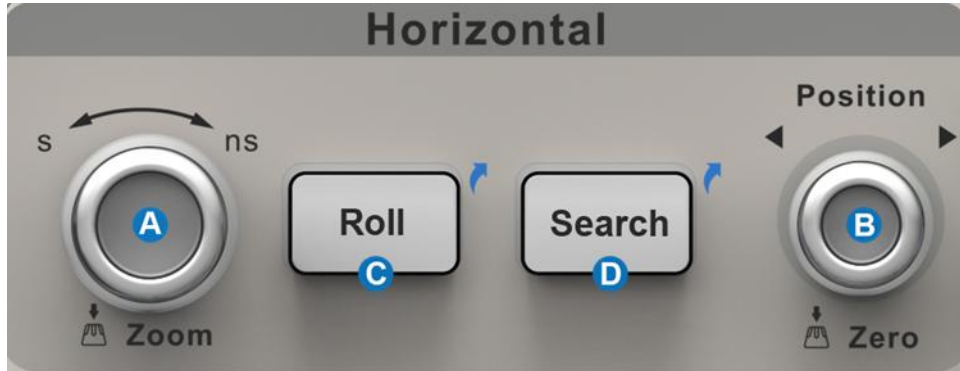 Horizontal
Position
s ns
A
Roll
Search
B
C
D
Zoom
Zero